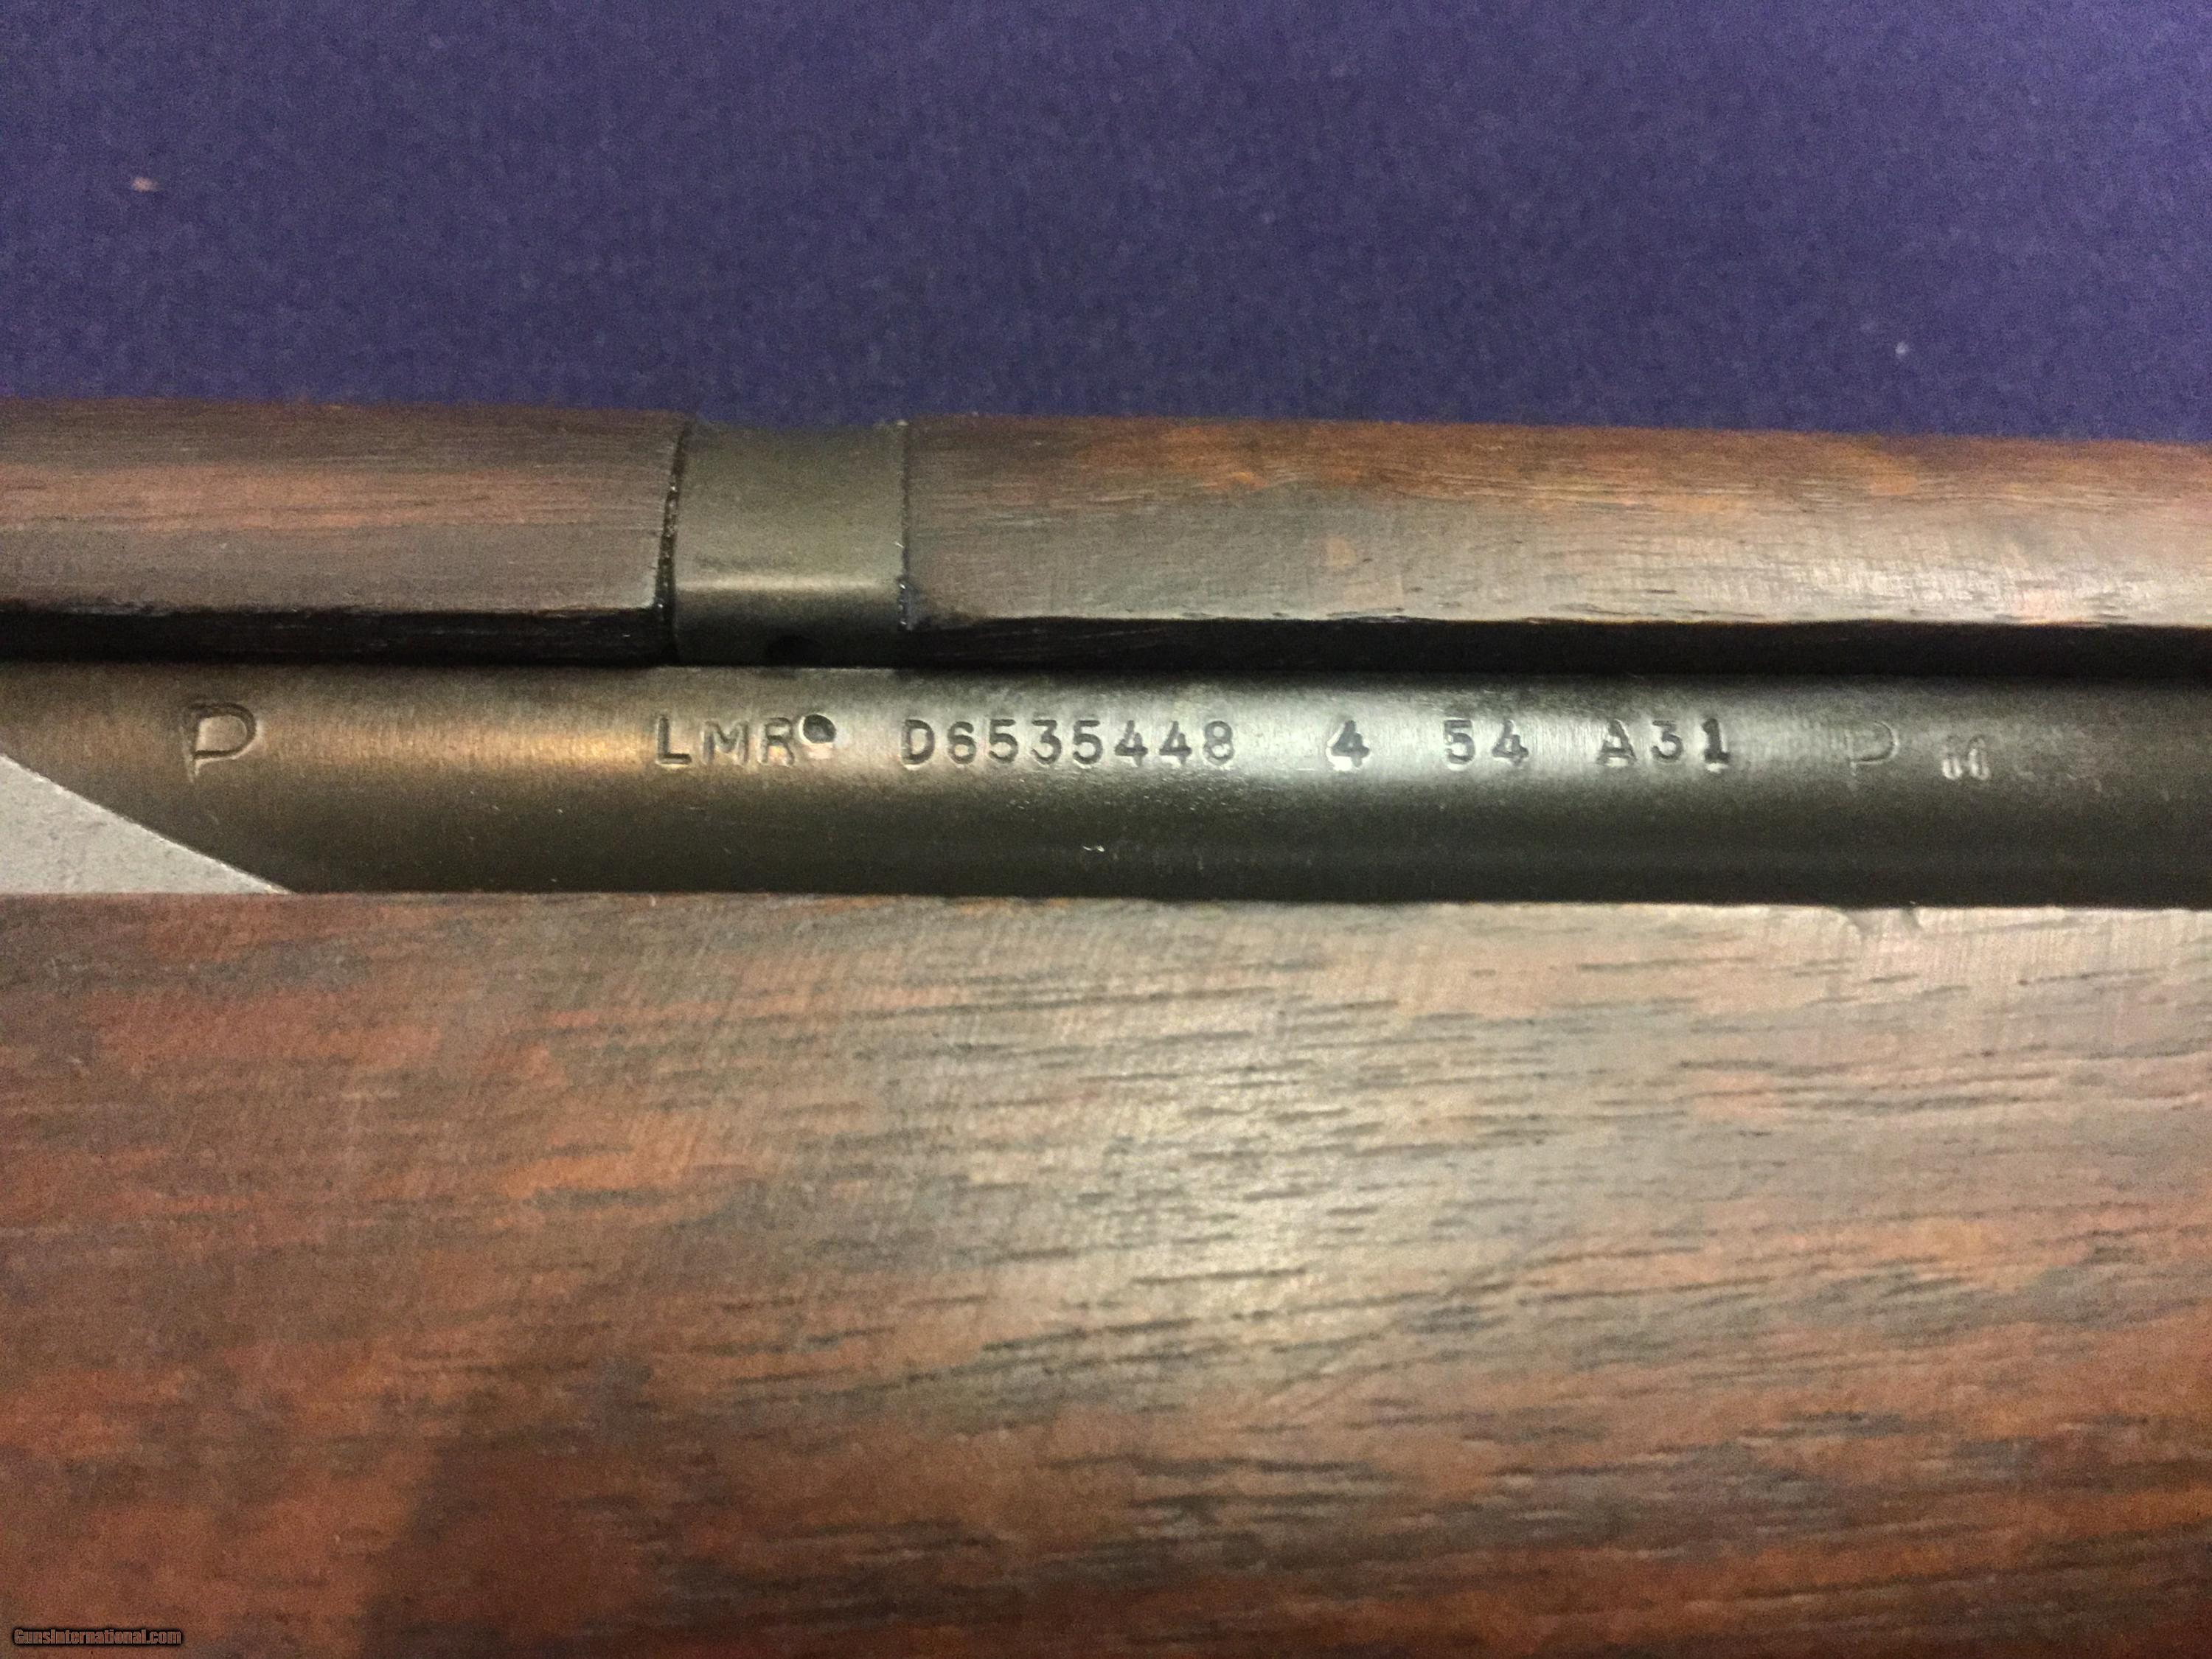 P LMR D6535448 4 54 A31 P
GunsInternational.com